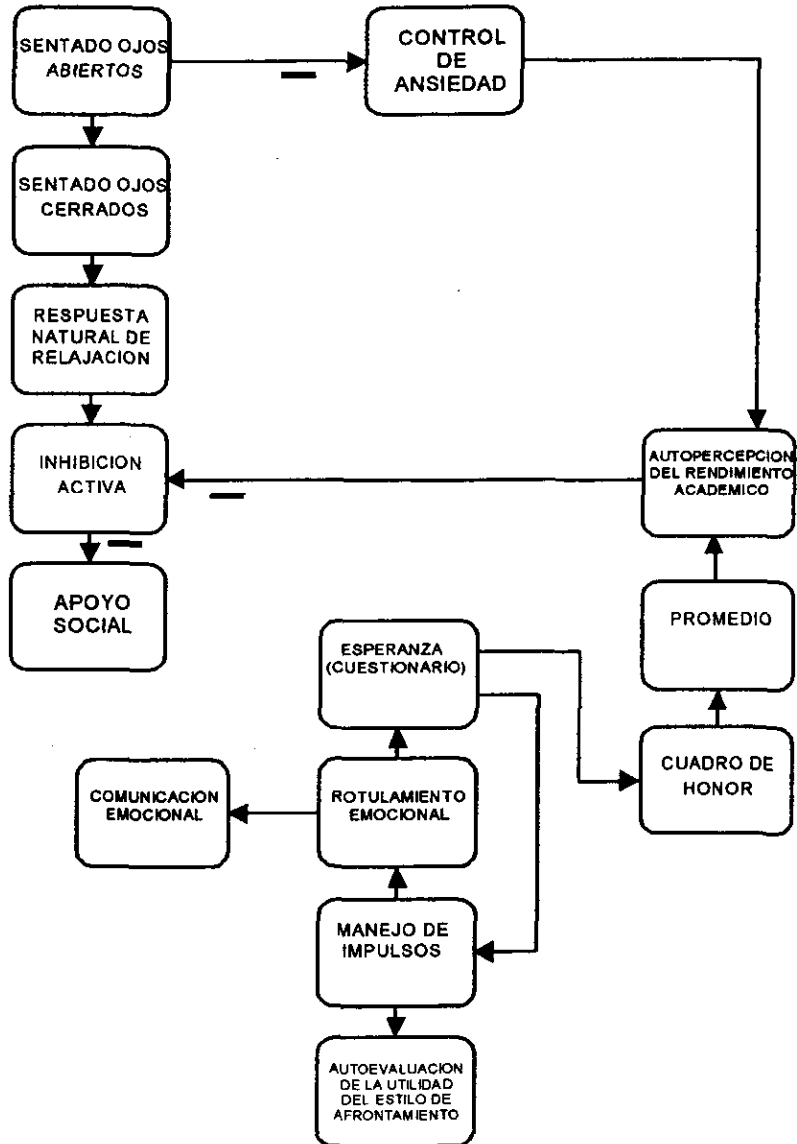 SENTADO OJOS
ABIERTOS
CONTROL
DE
ANSIEDAD
SENTADO OJOS
CERRADOS
RESPUESTA
NATURAL DE
RELAJACION
INHIBICION
ACTIVA
AUTOPERCEPCION
DEL RENDIMIENTO
ACADEMICO
APOYO
SOCIAL
PROMEDIO
ESPERANZA
(CUESTIONARIO)
CUADRO DE
HONOR
COMUNICACION
EMOCIONAL
ROTULAMIENTO
EMOCIONAL
MANEJO DE
IMPULSOS
AUTOEVALUACION
DE LA UTILIDAD
DEL ESTILO DE
AFRONTAMIENTO